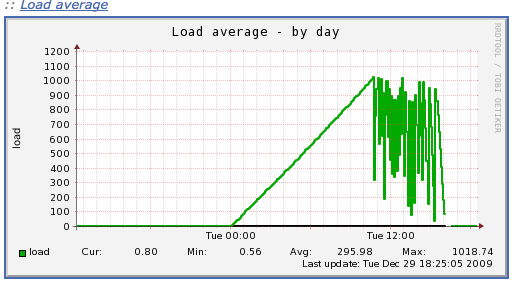 :: Load average
Load average - by day
RRDTOOL / TOBI OETIKER
load
1200
1100
1000
900
800
700
600
500
400
300
200
100
0
Tue 00:00 Tue 12:00
load Cur: 0.80 Min: 0.56 Avg: 295.98 Max: 1018.74
Last update: Tue Dec 29 18:25:05 2009